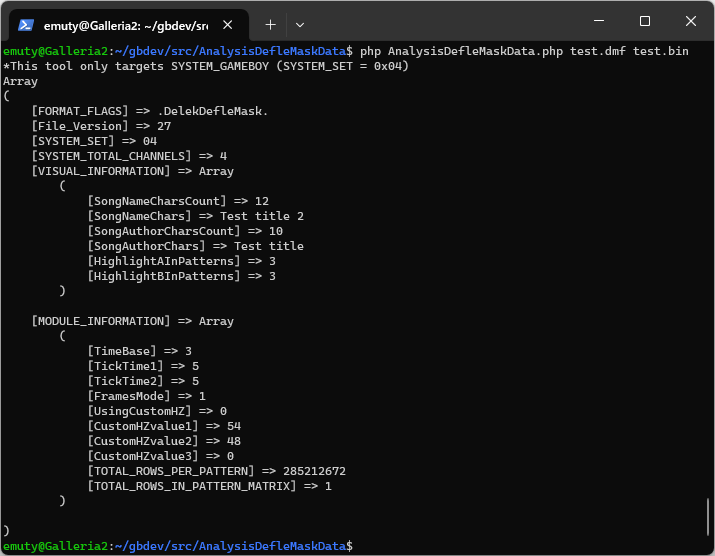 emuty@Galleria2: ~/gbdev/src
emuty@Galleria2:~/gbdev/src/AnalysisDefleMaskData$ php AnalysisDefleMaskData.php test.dmf test.bin
*This tool only targets SYSTEM_GAMEBOY (SYSTEM_SET = 0x04)
Array
(
    [FORMAT_FLAGS] => .DelekDefleMask.
    [File_Version] => 27
    [SYSTEM_SET] => 04
    [SYSTEM_TOTAL_CHANNELS] => 4
    [VISUAL_INFORMATION] => Array
        (
            [SongNameCharsCount] => 12
            [SongNameChars] => Test title 2
            [SongAuthorCharsCount] => 10
            [SongAuthorChars] => Test title
            [HighlightAInPatterns] => 3
            [HighlightBInPatterns] => 3
        )

    [MODULE_INFORMATION] => Array
        (
            [TimeBase] => 3
            [TickTime1] => 5
            [TickTime2] => 5
            [FramesMode] => 1
            [UsingCustomHZ] => 0
            [CustomHZvalue1] => 54
            [CustomHZvalue2] => 48
            [CustomHZvalue3] => 0
            [TOTAL_ROWS_PER_PATTERN] => 285212672
            [TOTAL_ROWS_IN_PATTERN_MATRIX] => 1
        )

)
emuty@Galleria2:~/gbdev/src/AnalysisDefleMaskData$